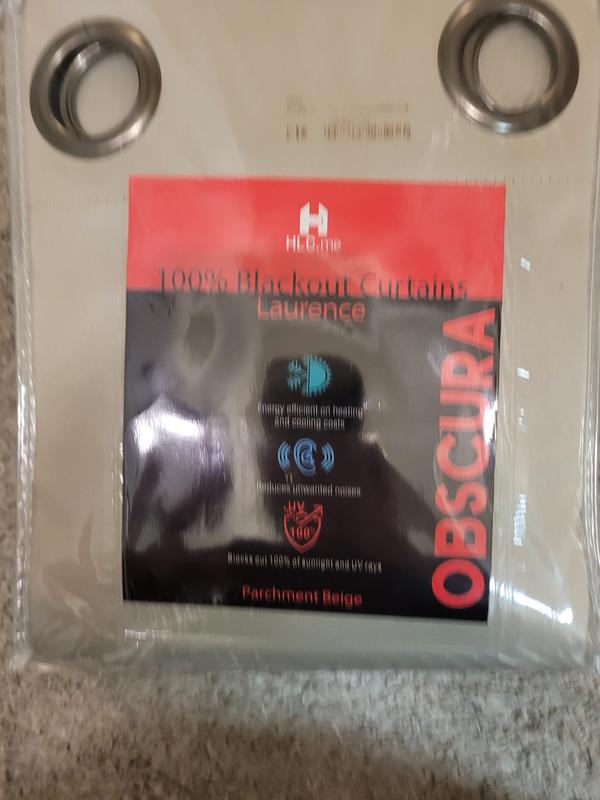 HLC.me
100% Blackout Curtains
Laurence
Energy efficient on heating
and cooling costs
Reduces unwanted noises
UV
100%
Blocks out 100% of sunlight and UV rays
Parchment Beige
OBSCURA